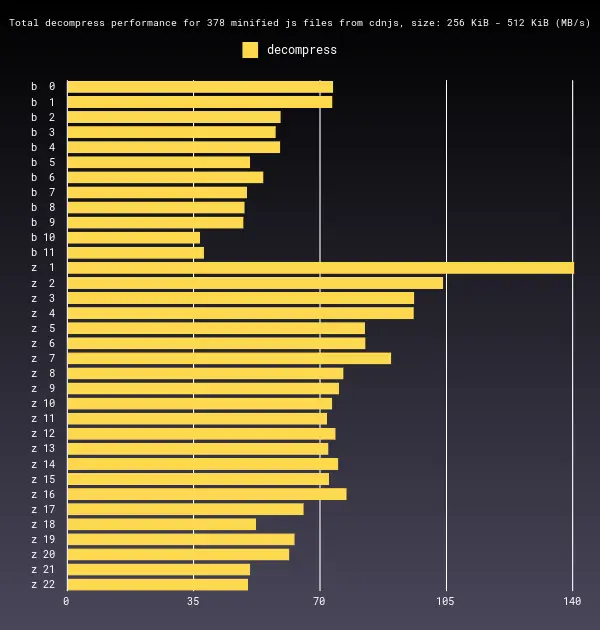 Total decompress performance for 378 minified js files from cdnjs, size: 256 KiB - 512 KiB (MB/s)
decompress
b 0
b 1
b 2
b 3
b 4
b 5
b 6
b 7
b 8
b 9
b 10
b 11
z 1
z 2
z 3
z 4
z 5
z 6
z 7
z 8
z 9
z 10
z 11
z 12
z 13
z 14
z 15
z 16
z 17
z 18
z 19
z 20
z 21
z 22
0 35 70 105 140